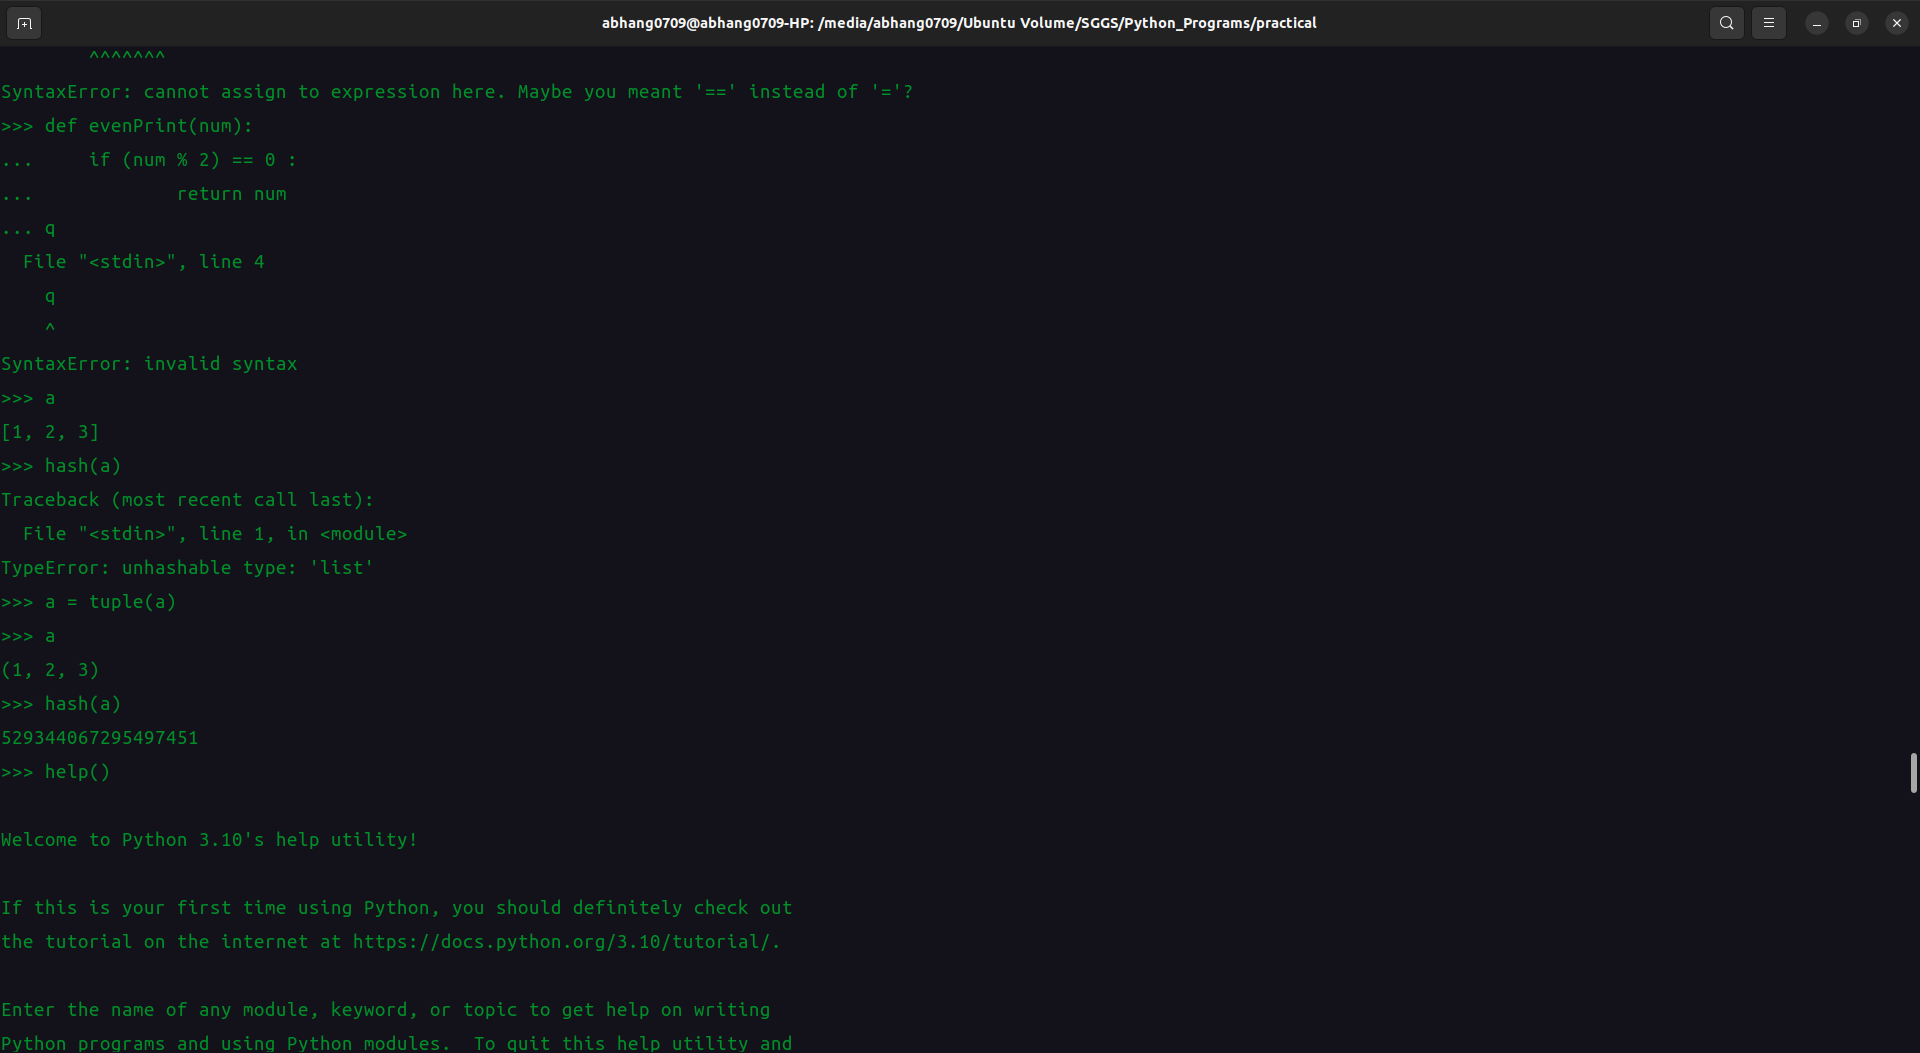 abhang0709@abhang0709-HP: /media/abhang0709/Ubuntu Volume/SGGS/Python_Programs/practical
        ^^^^^^^
SyntaxError: cannot assign to expression here. Maybe you meant '==' instead of '='?
>>> def evenPrint(num):
...     if (num % 2) == 0 :
...             return num
... q
  File "<stdin>", line 4
    q
    ^
SyntaxError: invalid syntax
>>> a
[1, 2, 3]
>>> hash(a)
Traceback (most recent call last):
  File "<stdin>", line 1, in <module>
TypeError: unhashable type: 'list'
>>> a = tuple(a)
>>> a
(1, 2, 3)
>>> hash(a)
529344067295497451
>>> help()

Welcome to Python 3.10's help utility!

If this is your first time using Python, you should definitely check out
the tutorial on the internet at https://docs.python.org/3.10/tutorial/.

Enter the name of any module, keyword, or topic to get help on writing
Python programs and using Python modules.  To quit this help utility and